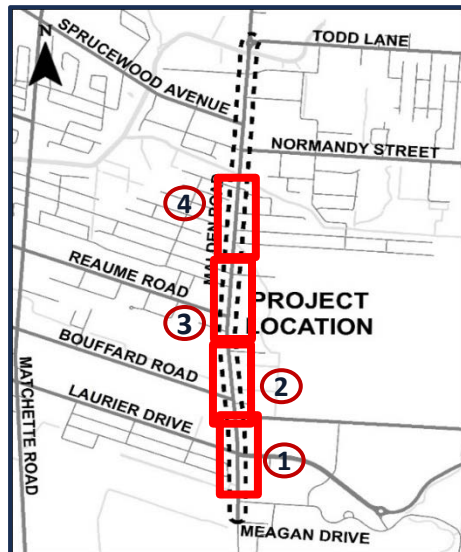 TODD LANE
SPRUCEWOOD AVENUE
N
NORMANDY STREET
4
MALDEN ROAD
REAUME ROAD
PROJECT
LOCATION
3
BOUFFARD ROAD
2
LAURIER DRIVE
MATCHETTE ROAD
1
MEAGAN DRIVE